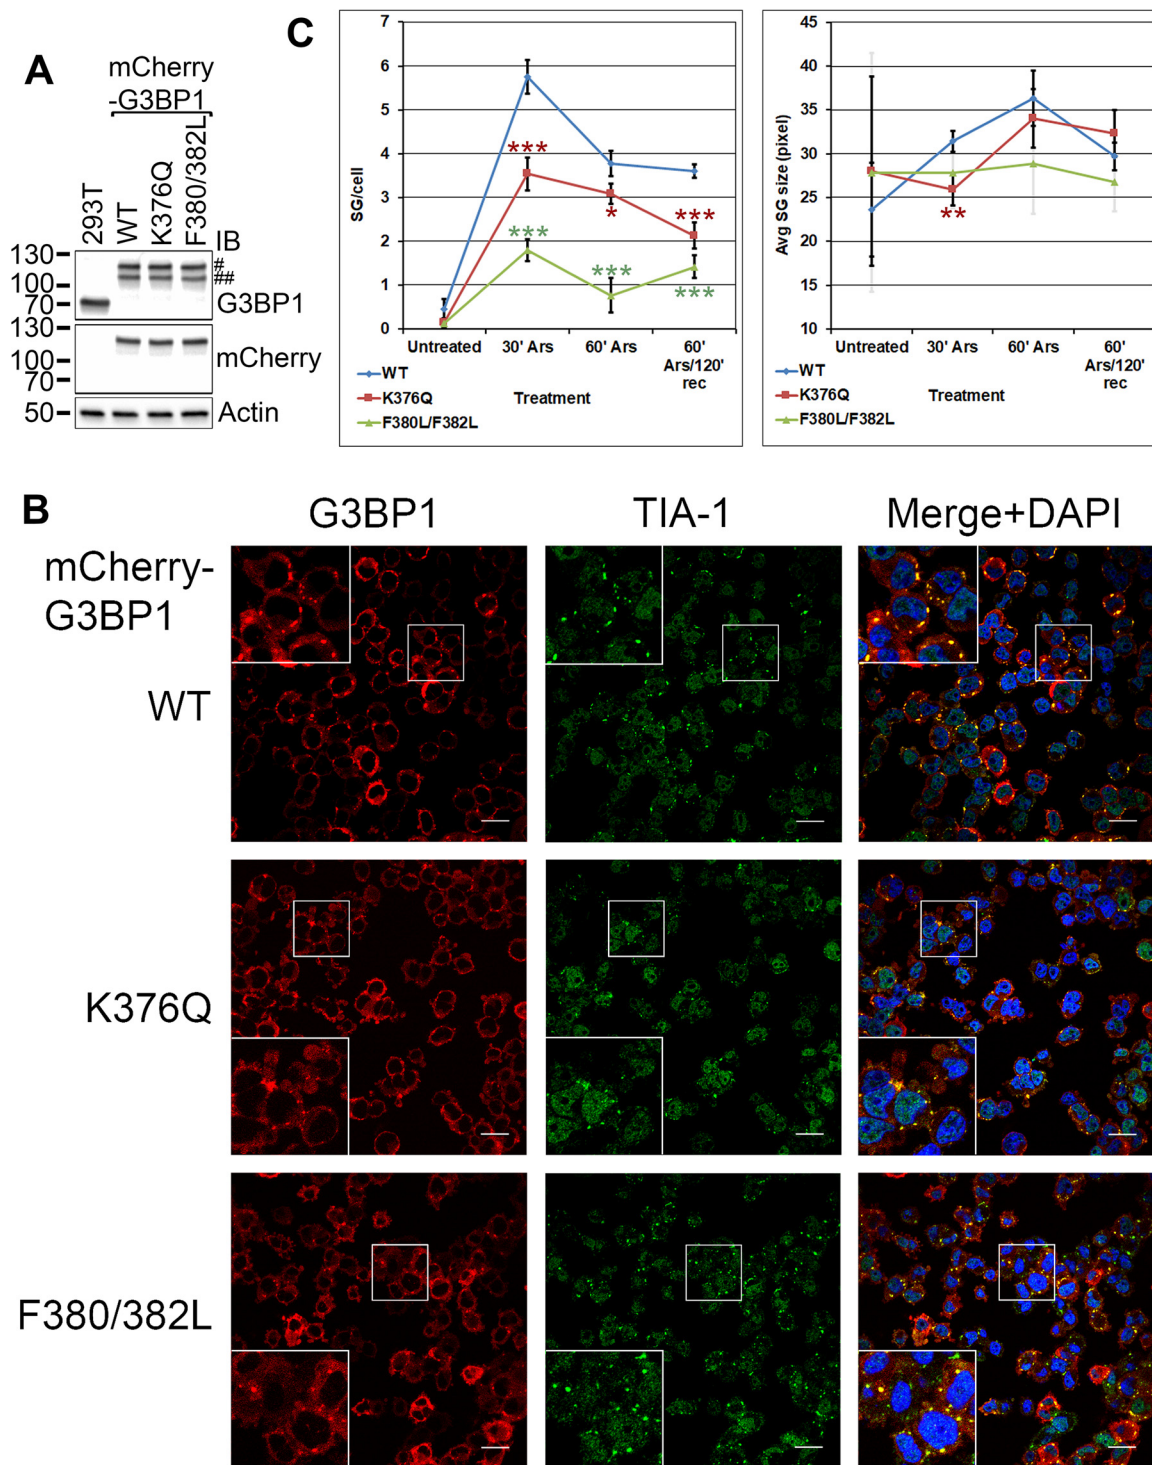 A
mCherry
-G3BP1
293T
WT
K376Q
F380/382L
IB
130
100
70
#
##
G3BP1
130
100
70
mCherry
50
Actin
C
7
6
5
4
3
2
1
0
SG/cell
***
***
*
***
***
***
***
Untreated
30' Ars
60' Ars
60'
Ars/120'
rec
Treatment
WT
K376Q
F380L/F382L
45
40
35
30
25
20
15
10
Avg SG size (pixel)
**
Untreated
30' Ars
60' Ars
60'
Ars/120'
rec
Treatment
WT
K376Q
F380L/F382L
B
G3BP1
TIA-1
Merge+DAPI
mCherry-
G3BP1
WT
K376Q
F380/382L